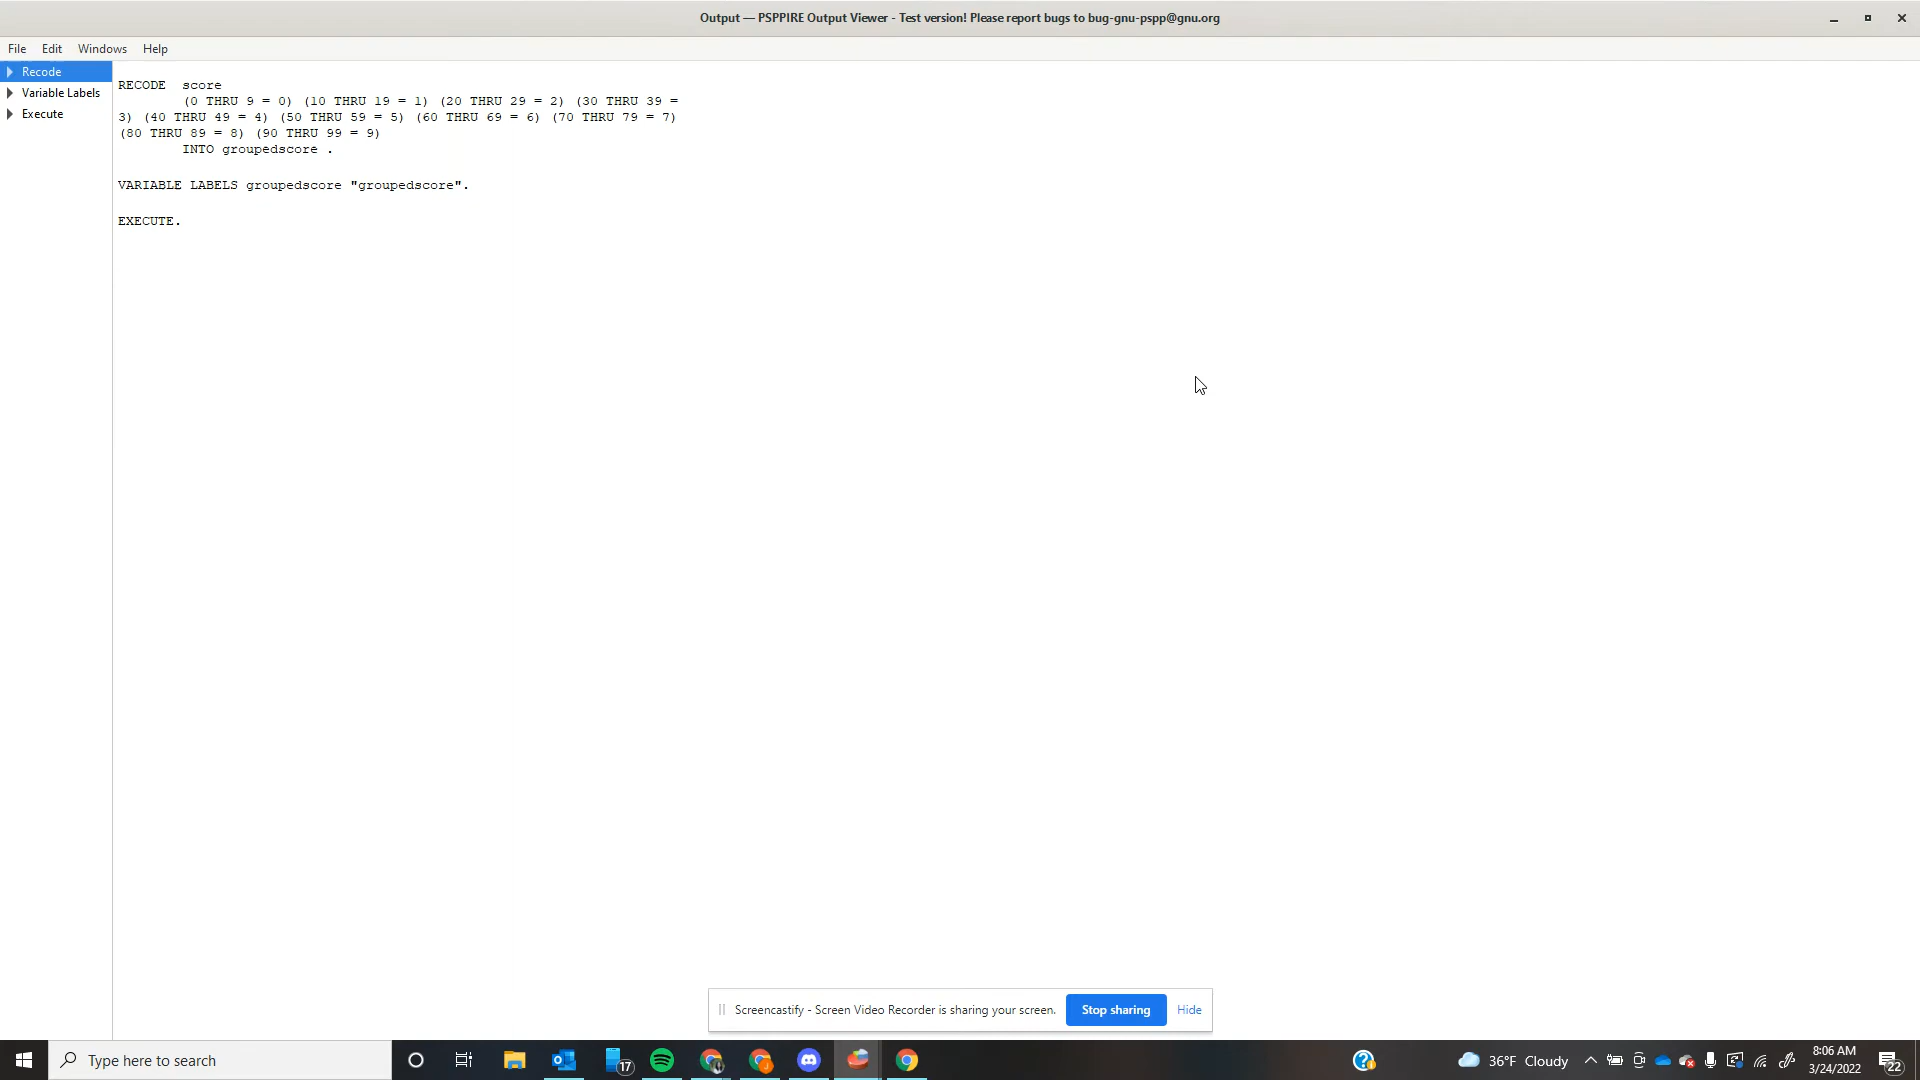 Output — PSPPIRE Output Viewer - Test version! Please report bugs to bug-gnu-pspp@gnu.org
File Edit Windows Help
Recode
Variable Labels
Execute
RECODE score
(0 THRU 9 = 0) (10 THRU 19 = 1) (20 THRU 29 = 2) (30 THRU 39 =
3) (40 THRU 49 = 4) (50 THRU 59 = 5) (60 THRU 69 = 6) (70 THRU 79 = 7)
(80 THRU 89 = 8) (90 THRU 99 = 9)
INTO groupedscore .
VARIABLE LABELS groupedscore "groupedscore".
EXECUTE.
Screencastify - Screen Video Recorder is sharing your screen. Stop sharing Hide
Type here to search
17
36°F Cloudy
8:06 AM
3/24/2022
22